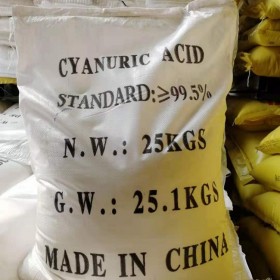 CYANURIC ACID
STANDARD:≥99.5%
N.W.: 25KGS
G.W.: 25.1KGS
MADE IN CHINA